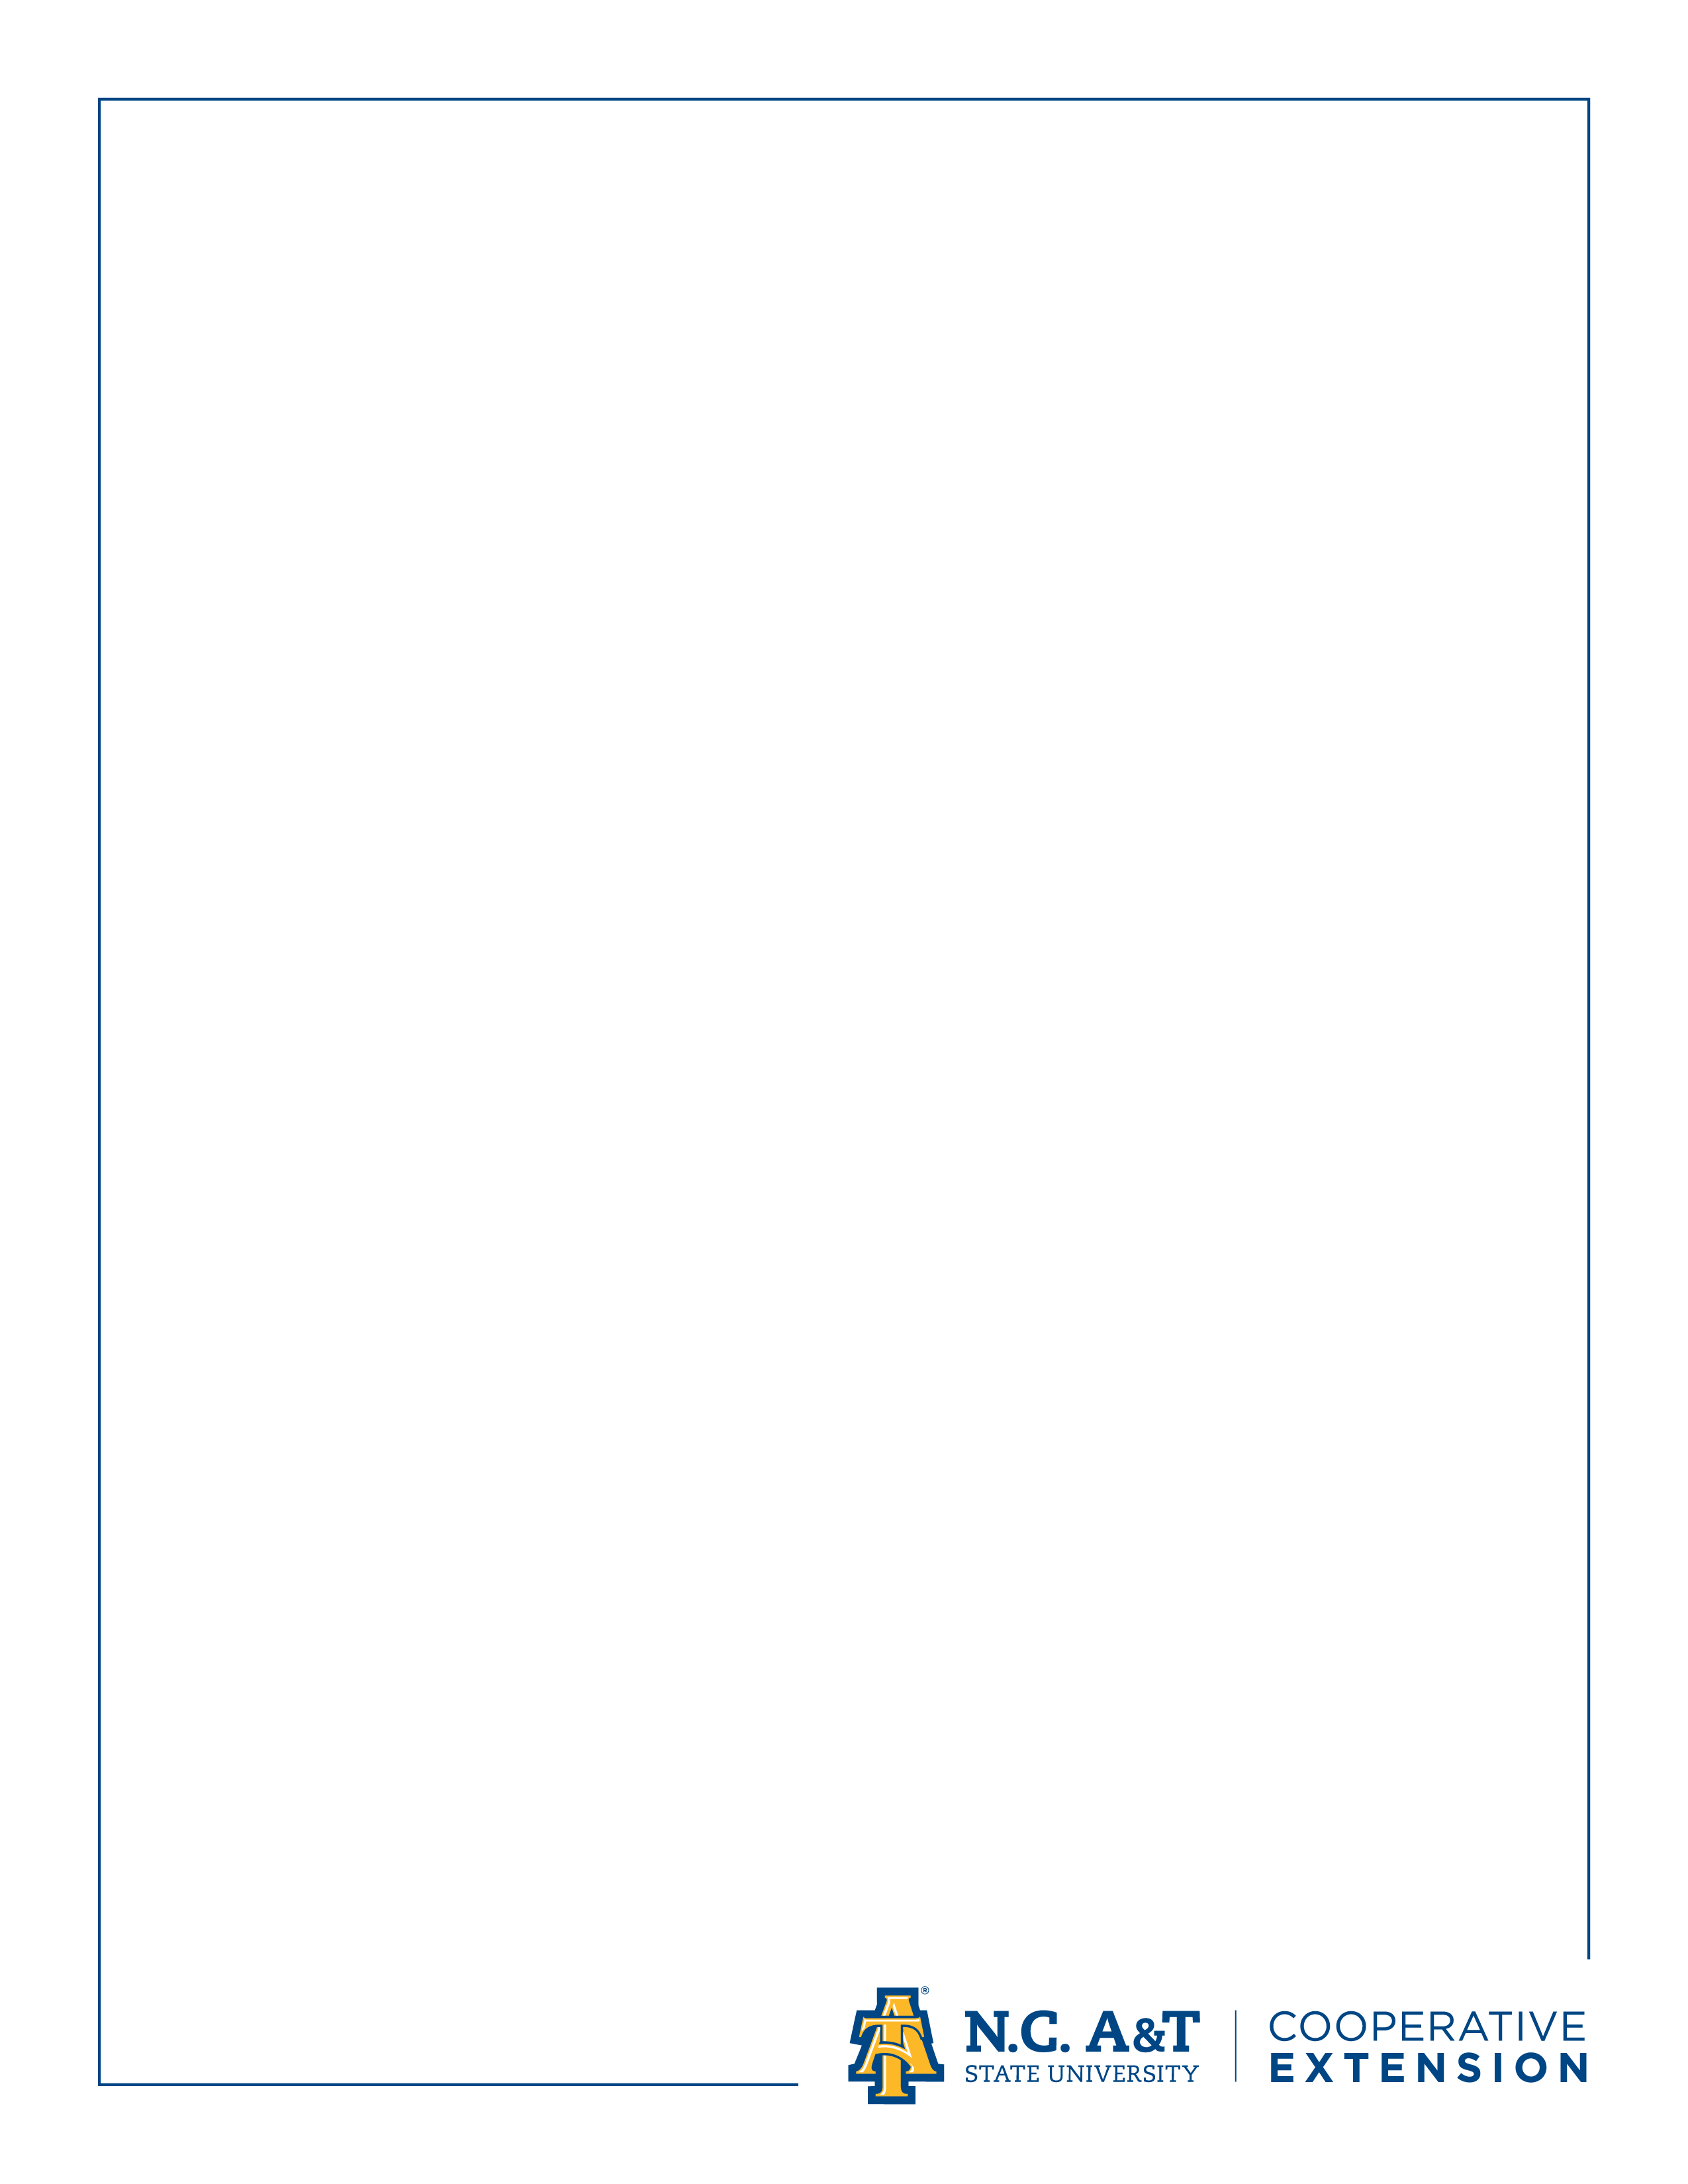 N.C. A&T
STATE UNIVERSITY
COOPERATIVE
EXTENSION